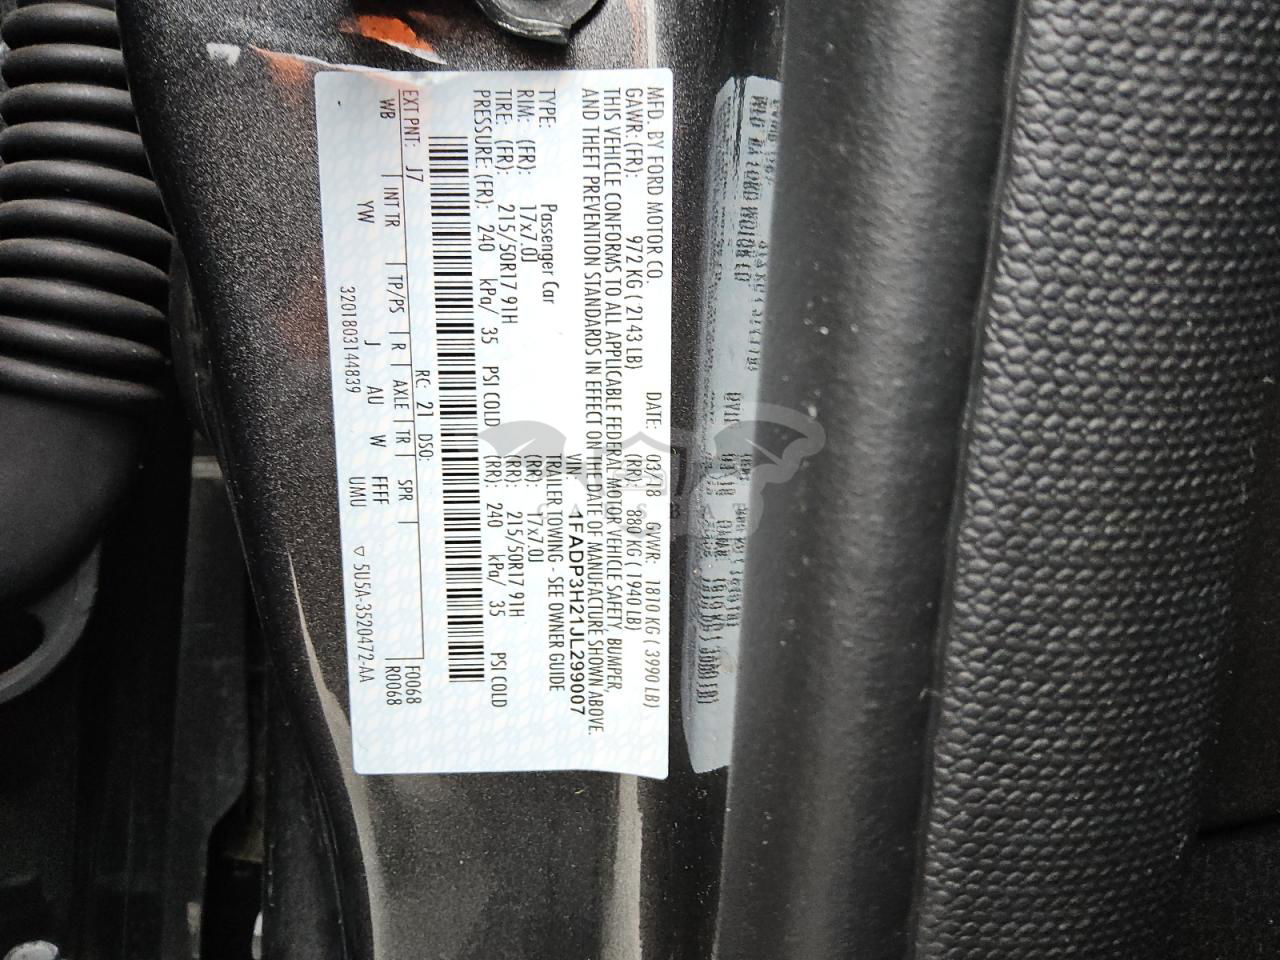 MFD. BY FORD MOTOR CO.
DATE: 03/18 GVWR: 1810 KG ( 3990 LB)
GAWR: (FR): 972 KG ( 2143 LB) (RR): 880 KG ( 1940 LB)
THIS VEHICLE CONFORMS TO ALL APPLICABLE FEDERAL MOTOR VEHICLE SAFETY, BUMPER,
AND THEFT PREVENTION STANDARDS IN EFFECT ON THE DATE OF MANUFACTURE SHOWN ABOVE.
VIN: 1FADP3H21JL299007
TYPE: Passenger Car TRAILER TOWING - SEE OWNER GUIDE
RIM: (FR): 17x7.0J (RR): 17x7.0J
TIRE: (FR): 215/50R17 91H (RR): 215/50R17 91H
PRESSURE: (FR): 240 kPa/ 35 PSI COLD (RR): 240 kPa/ 35 PSI COLD
RC: 21 DSO: F0068
EXT PNT: J7 R0068
WB INT TR TP/PS R AXLE TR SPR
YW J AU W FFFF
3201803144839 UMU ▽ 5U5A-3520472-AA